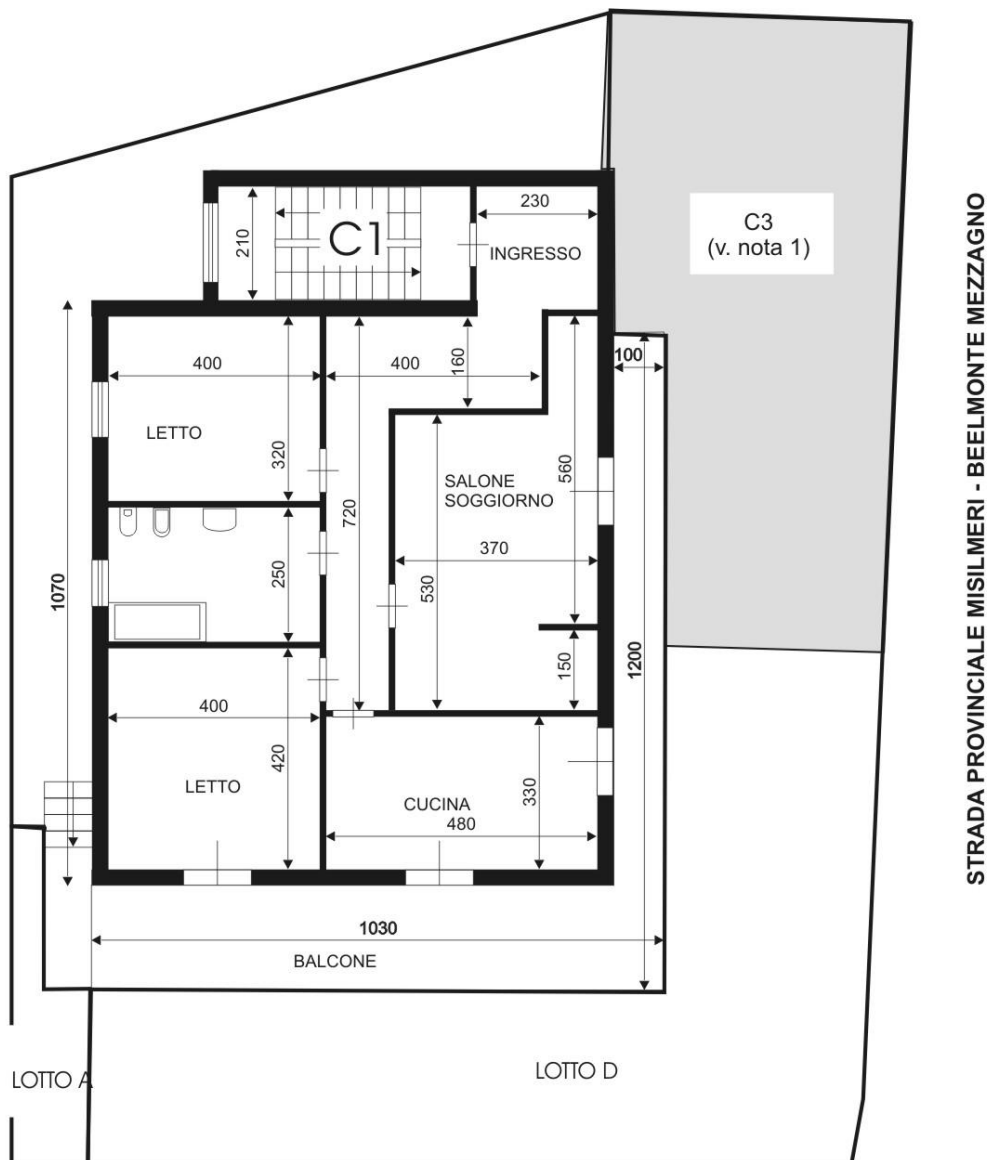 230
210
C1
INGRESSO
C3
(v. nota 1)
STRADA PROVINCIALE MISILMERI - BEELMONTE MEZZAGNO
400
400
160
100
LETTO
320
SALONE
SOGGIORNO
560
720
370
250
530
1070
150
1200
400
420
LETTO
CUCINA
330
480
1030
BALCONE
LOTTO A
LOTTO D